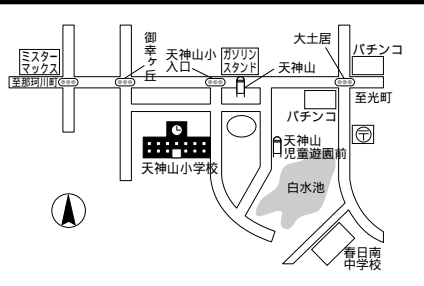 ミスター
マックス
至那珂川町
御幸ヶ丘
天神山小
入口
ガソリン
スタンド
天神山
大土居
パチンコ
至光町
パチンコ
天神山
児童遊園前
天神山小学校
白水池
春日南
中学校